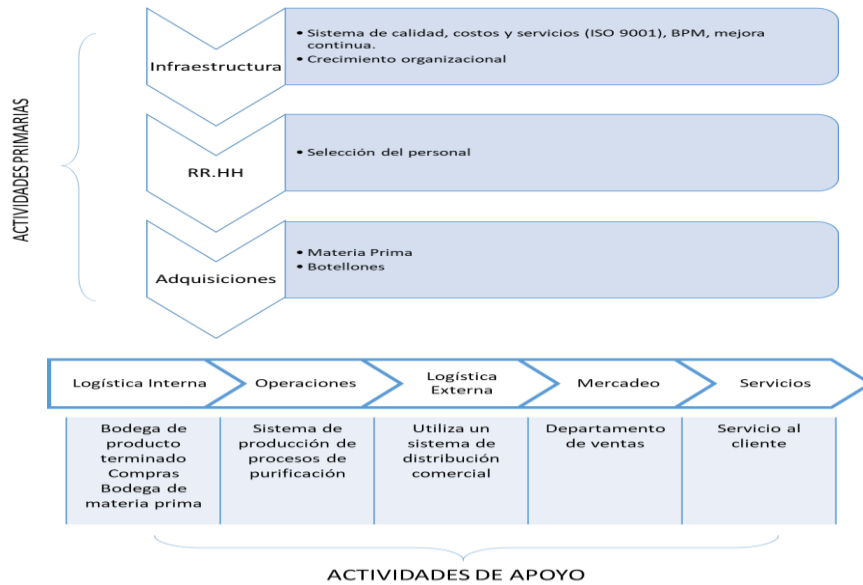 ACTIVIDADES PRIMARIAS
Infraestructura
• Sistema de calidad, costos y servicios (ISO 9001), BPM, mejora
continua.
• Crecimiento organizacional
RR.HH
• Selección del personal
Adquisiciones
• Materia Prima
• Botellones
Logística Interna
Operaciones
Logística
Externa
Mercadeo
Servicios
Bodega de
producto
terminado
Compras
Bodega de
materia prima
Sistema de
producción de
procesos de
purificación
Utiliza un
sistema de
distribución
comercial
Departamento
de ventas
Servicio al
cliente
ACTIVIDADES DE APOYO